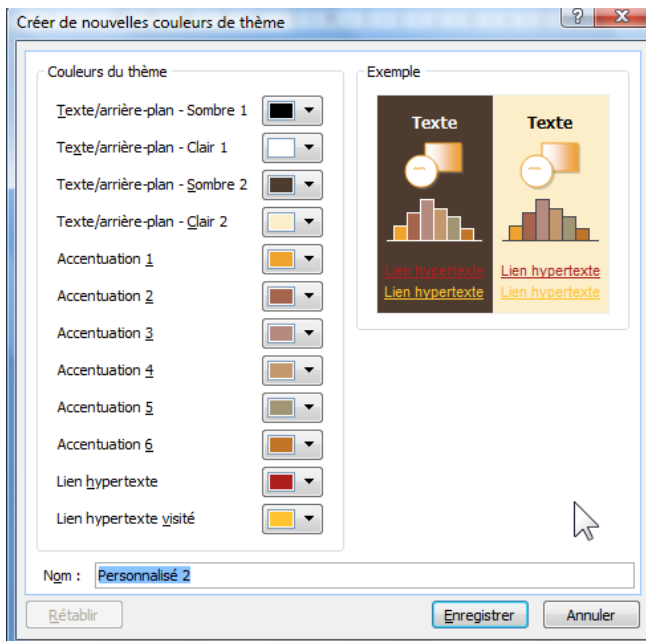 Créer de nouvelles couleurs de thème
Couleurs du thème
Texte/arrière-plan - Sombre 1
Texte/arrière-plan - Clair 1
Texte/arrière-plan - Sombre 2
Texte/arrière-plan - Clair 2
Accentuation 1
Accentuation 2
Accentuation 3
Accentuation 4
Accentuation 5
Accentuation 6
Lien hypertexte
Lien hypertexte visité
Exemple
Texte Texte
Lien hypertexte Lien hypertexte
Lien hypertexte Lien hypertexte
Nom : Personnalisé 2
Rétablir Enregistrer Annuler